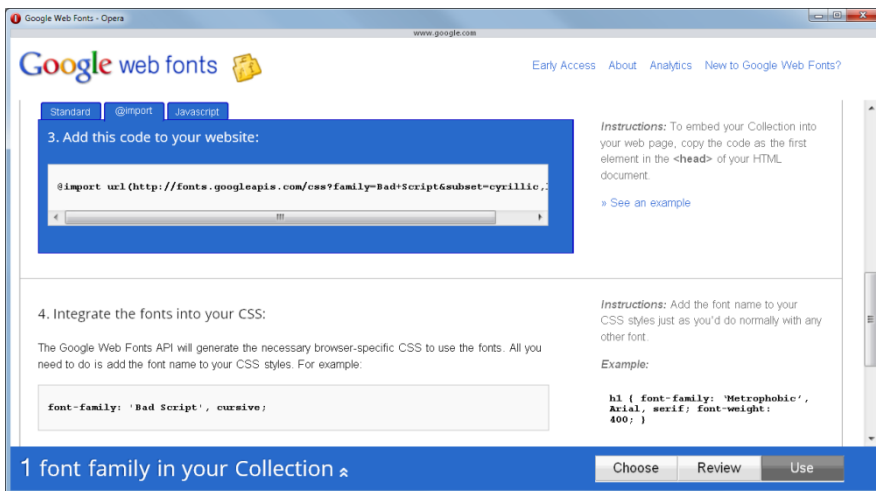 Google Web Fonts - Opera
www.google.com
Google web fonts
Early Access About Analytics New to Google Web Fonts?
Standard @import Javascript
3. Add this code to your website:
@import url(http://fonts.googleapis.com/css?family=Bad+Script&subset=cyrillic,
Instructions: To embed your Collection into
your web page, copy the code as the first
element in the <head> of your HTML
document.
» See an example
4. Integrate the fonts into your CSS:
The Google Web Fonts API will generate the necessary browser-specific CSS to use the fonts. All you
need to do is add the font name to your CSS styles. For example:
font-family: 'Bad Script', cursive;
Instructions: Add the font name to your
CSS styles just as you'd do normally with any
other font.
Example:
h1 { font-family: 'Metrophobic',
Arial, serif; font-weight:
400; }
1 font family in your Collection
Choose Review Use